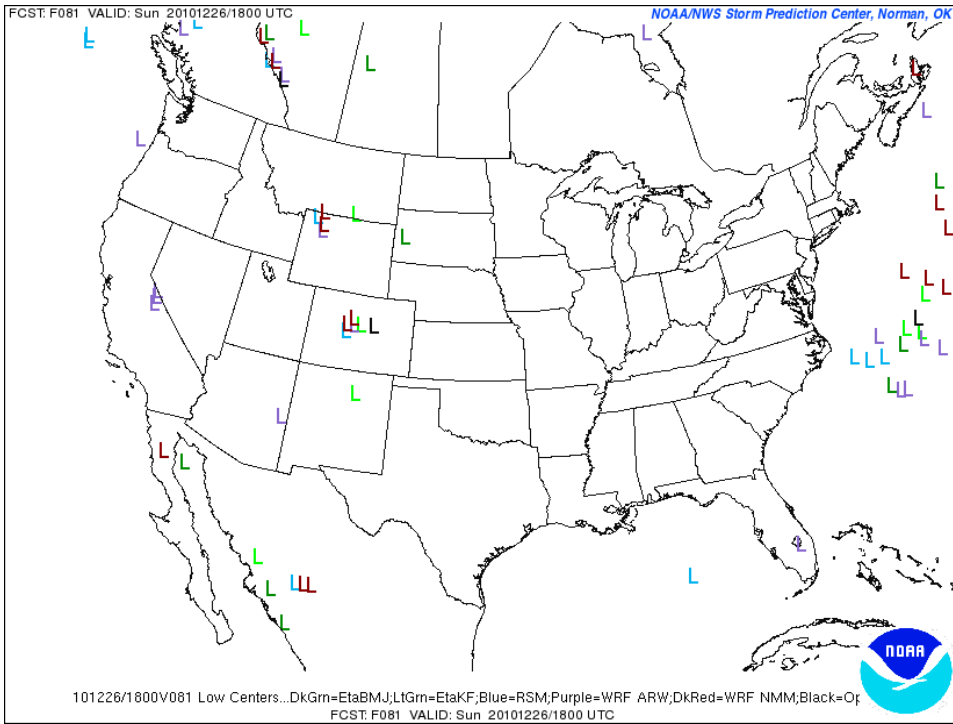 FCST: F081 VALID: Sun 20101226/1800 UTC
NOAA/NWS Storm Prediction Center, Norman, OK
L L L L L L L L L L L L L L L L L L L L L L L L L L L L L L L L L L L L L L L L L L L L L L L L L L L L L L L L L L L L L L L L L
NOAA
101226/1800V081 Low Centers...DkGrn=EtaBMJ;LtGrn=EtaKF;Blue=RSM;Purple=WRF ARW;DkRed=WRF NMM;Black=Op
FCST: F081 VALID: Sun 20101226/1800 UTC